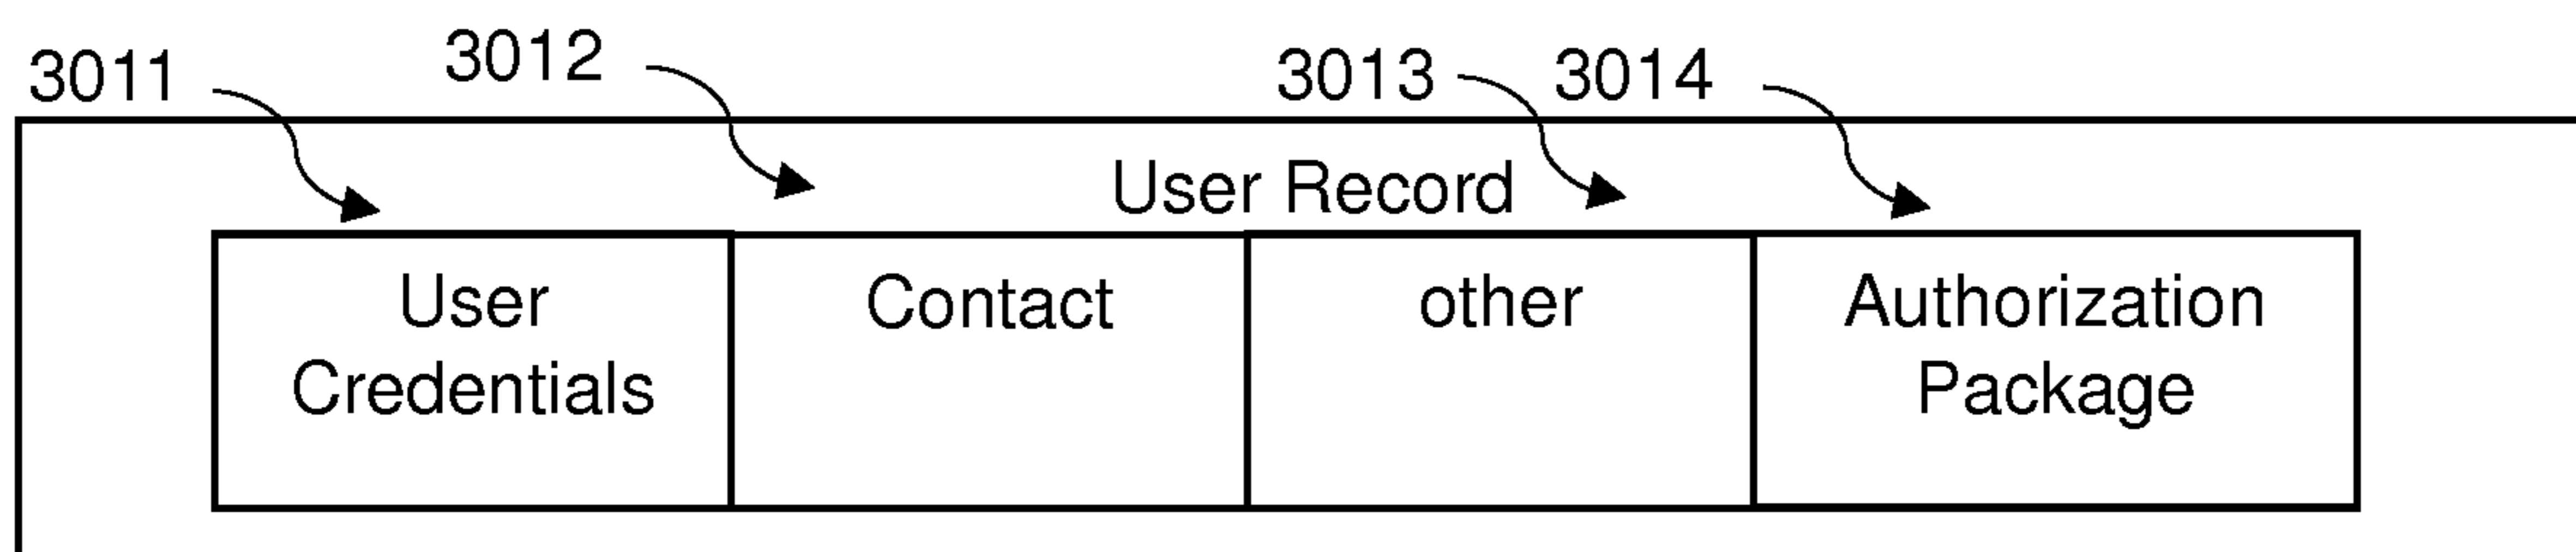 3011
3012
3013
3014
User Record
User
Credentials
Contact
other
Authorization
Package